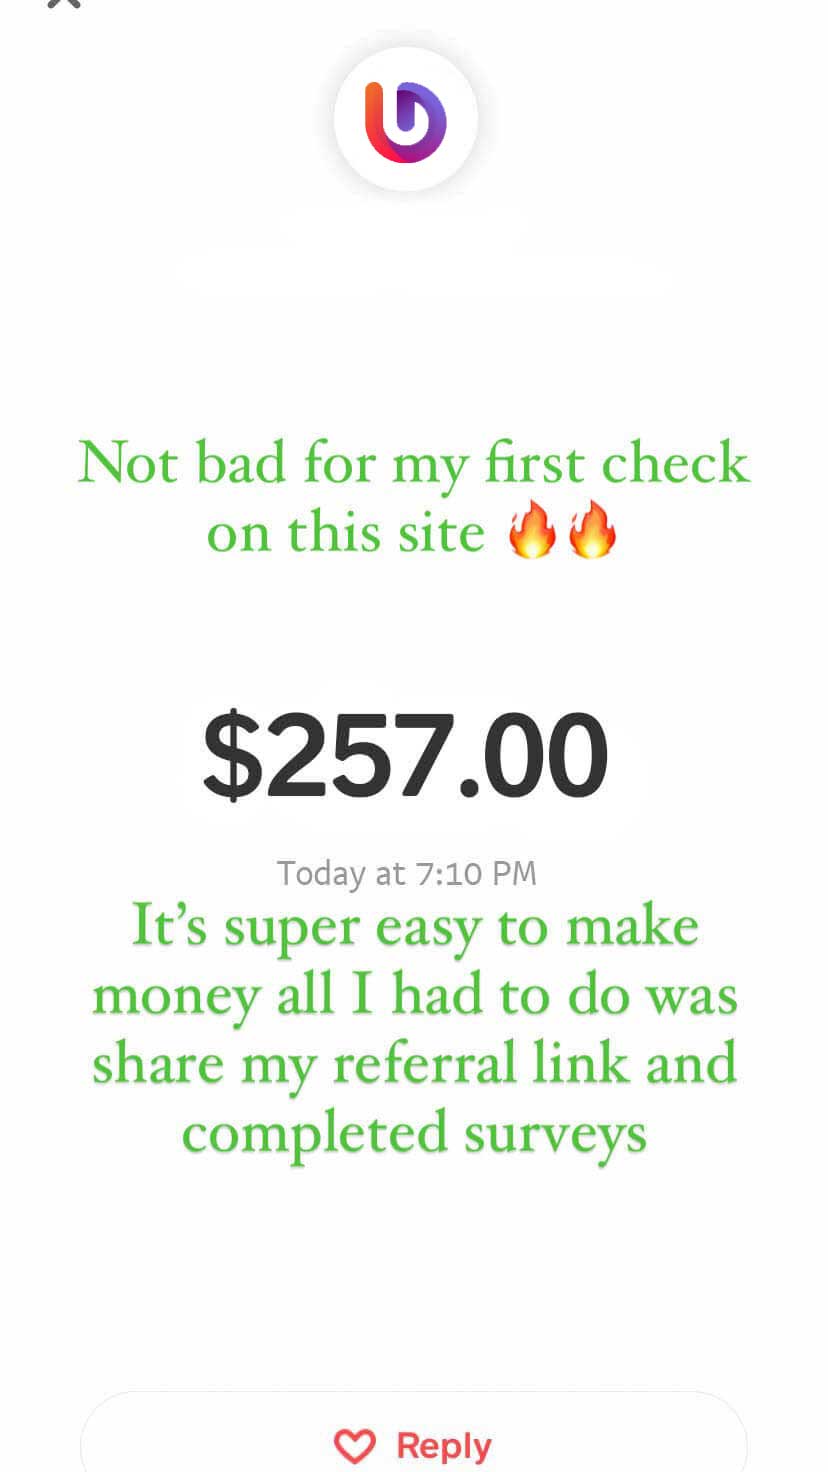 Not bad for my first check
on this site 🔥🔥
$257.00
Today at 7:10 PM
It’s super easy to make
money all I had to do was
share my referral link and
completed surveys
Reply